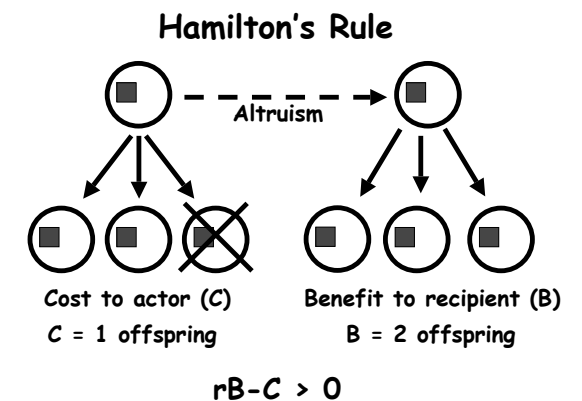 Hamilton's Rule
Altruism
Cost to actor (C)
C = 1 offspring
Benefit to recipient (B)
B = 2 offspring
rB-C > 0